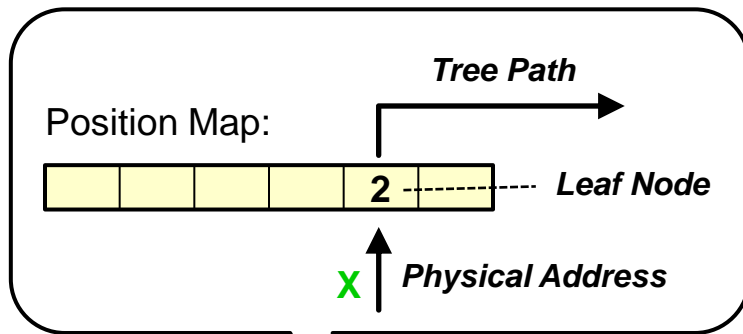 Tree Path
Position Map:
2
Leaf Node
X
Physical Address